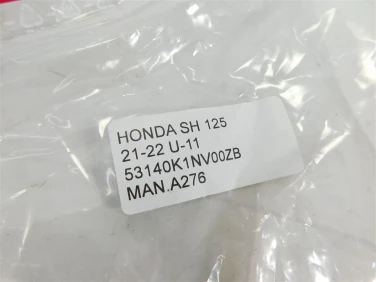 HONDA SH 125
21-22 U-11
53140K1NV00ZB
MAN.A276